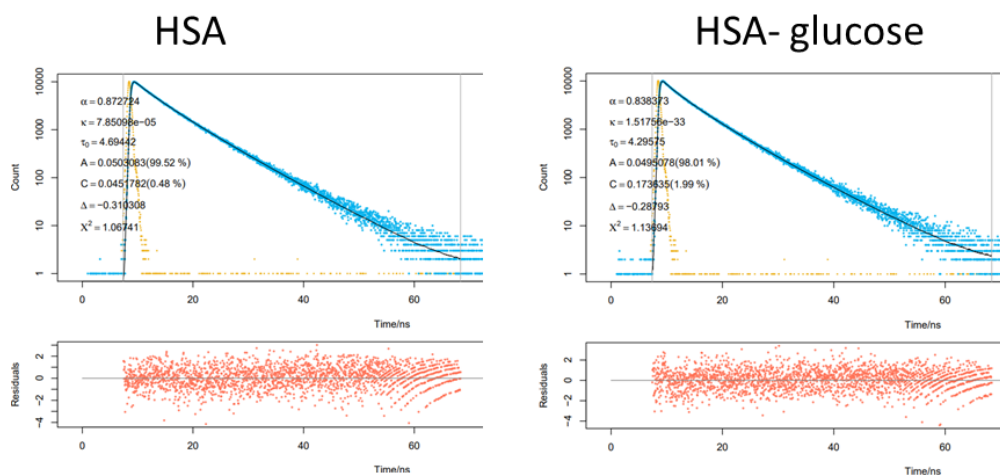 HSA
HSA- glucose
10000
1000
100
10
1
Count
α = 0.872724
κ = 7.85098e−05
τ₀ = 4.69442
A = 0.0503083(99.52 %)
C = 0.0451782(0.48 %)
Δ = −0.310308
X² = 1.06741
0
20
40
60
Time/ns
10000
1000
100
10
1
Count
α = 0.838373
κ = 1.51756e−33
τ₀ = 4.29575
A = 0.0495078(98.01 %)
C = 0.173635(1.99 %)
Δ = −0.28793
X² = 1.13694
0
20
40
60
Time/ns
2
0
−2
−4
Residuals
0
20
40
60
Time/ns
2
0
−2
−4
Residuals
0
20
40
60
Time/ns